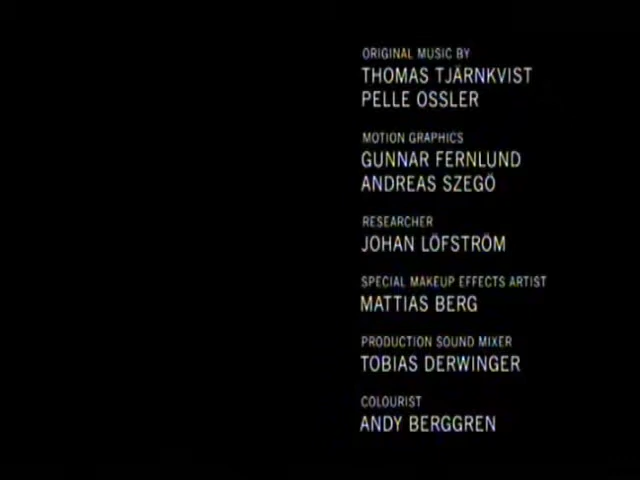 ORIGINAL MUSIC BY
THOMAS TJÄRNKVIST
PELLE OSSLER
MOTION GRAPHICS
GUNNAR FERNLUND
ANDREAS SZEGÖ
RESEARCHER
JOHAN LÖFSTRÖM
SPECIAL MAKEUP EFFECTS ARTIST
MATTIAS BERG
PRODUCTION SOUND MIXER
TOBIAS DERWINGER
COLOURIST
ANDY BERGGREN